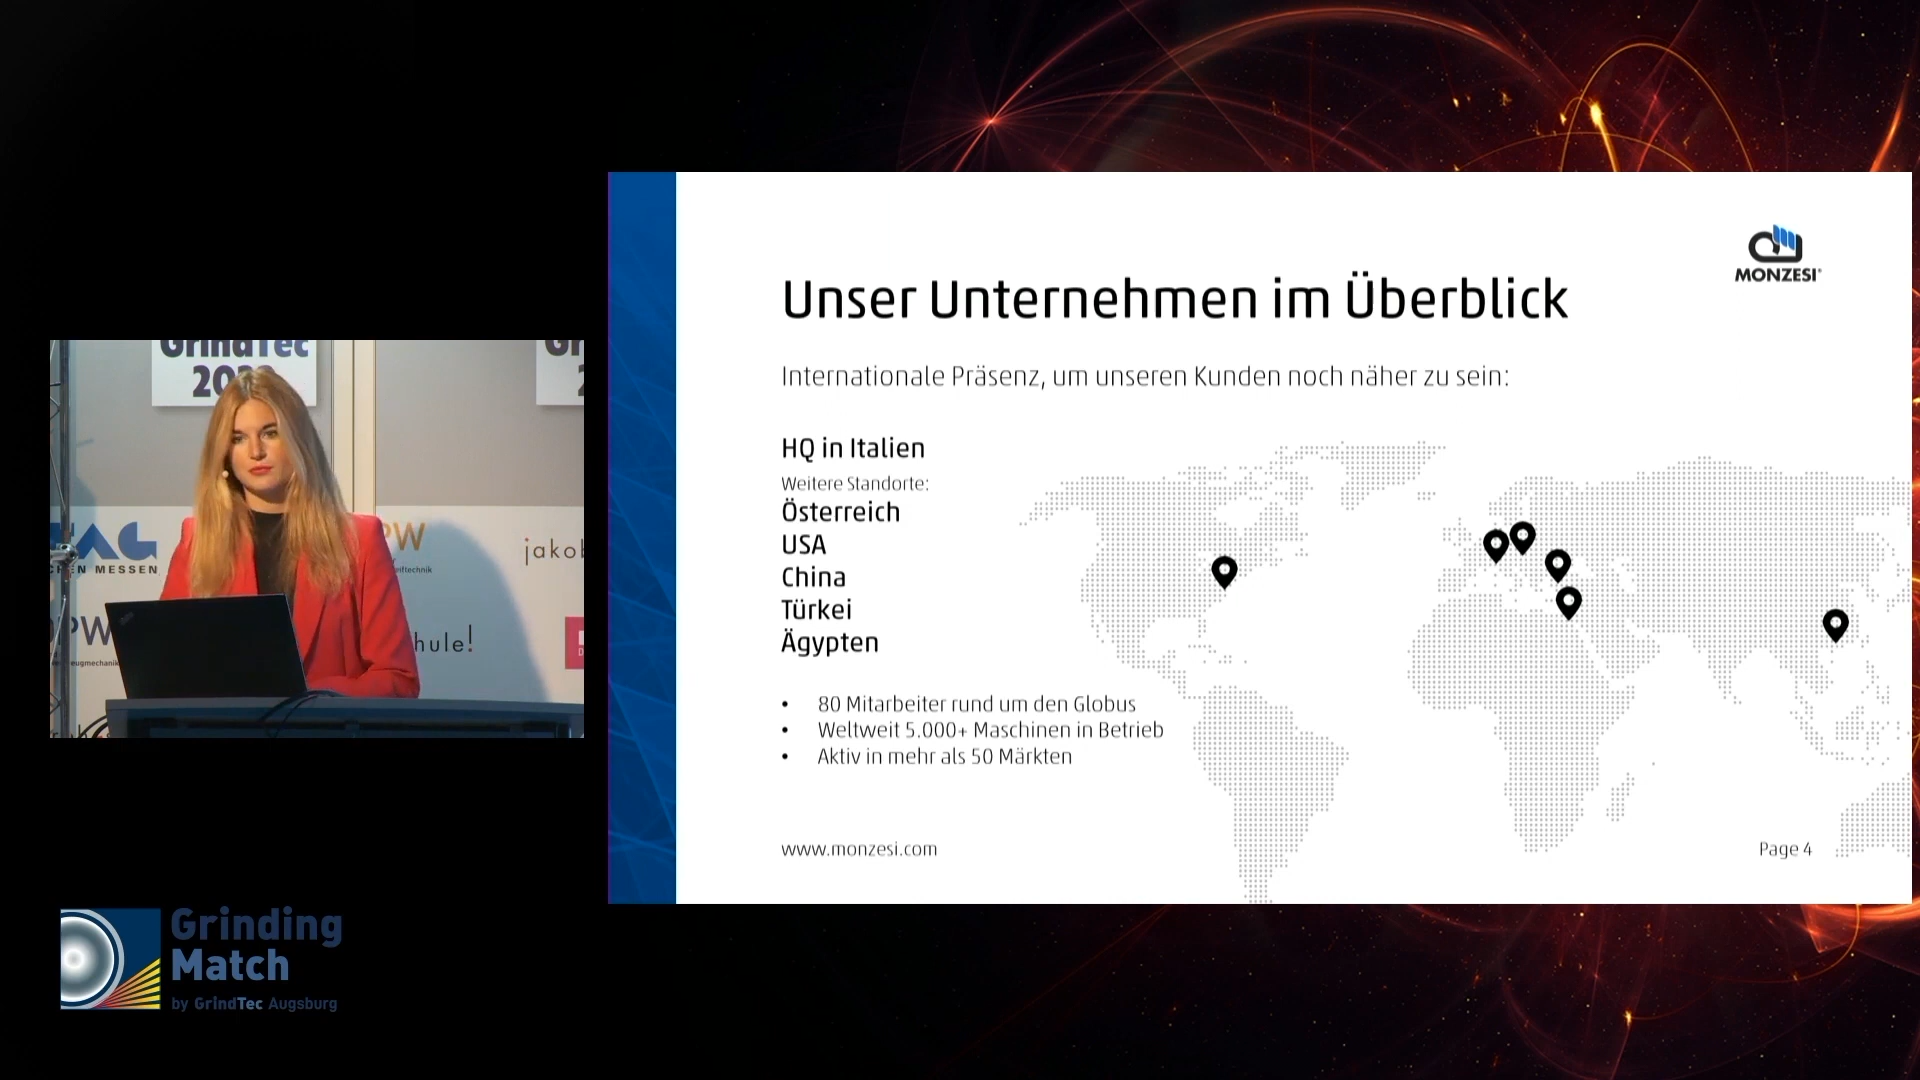 GrindTec
MONZESI
Unser Unternehmen im Überblick
Internationale Präsenz, um unseren Kunden noch näher zu sein:
HQ in Italien
Weitere Standorte:
Österreich
USA
China
Türkei
Ägypten
• 80 Mitarbeiter rund um den Globus
• Weltweit 5.000+ Maschinen in Betrieb
• Aktiv in mehr als 50 Märkten
www.monzesi.com
Page 4
MESSEN
Grinding
Match
by GrindTec Augsburg